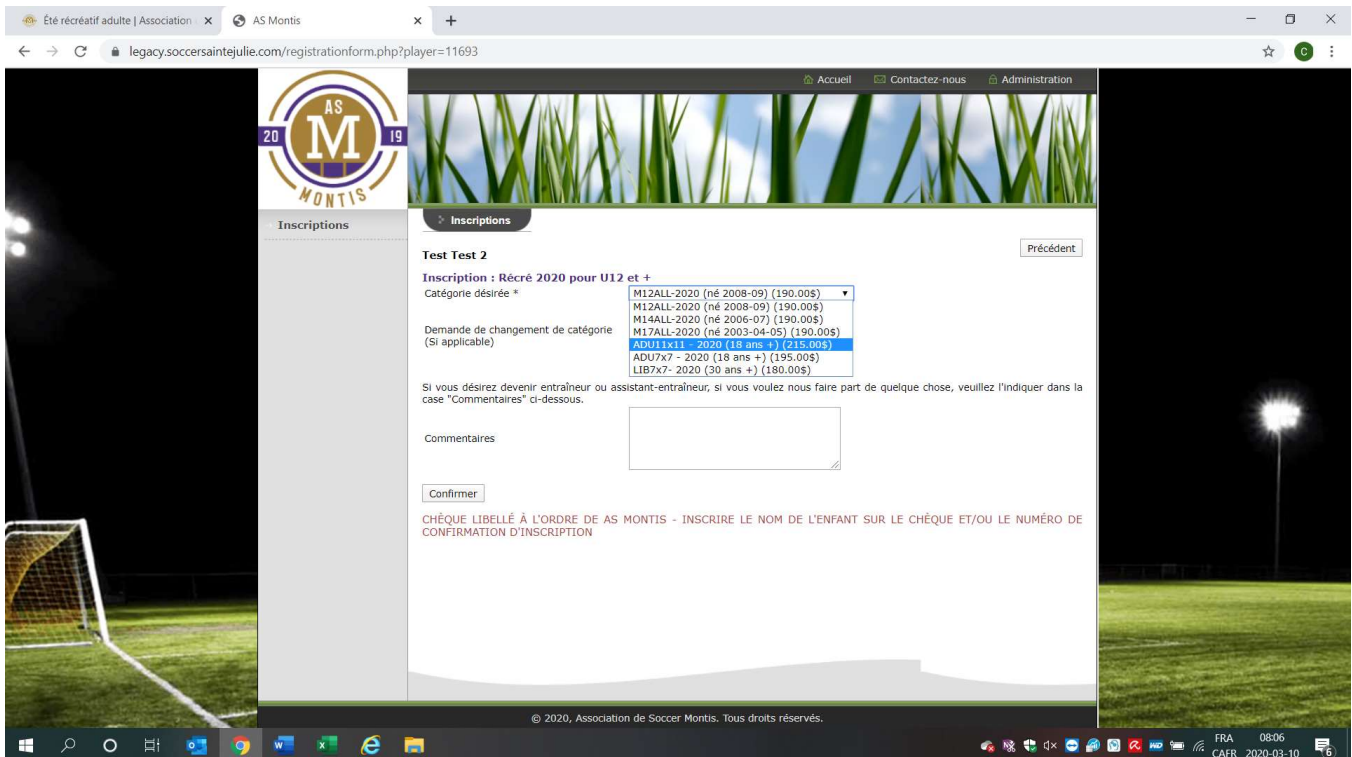 Été récréatif adulte | Association
AS Montis
legacy.soccersaintejulie.com/registrationform.php?player=11693
C
AS
M
20 19
MONTIS
Accueil Contactez-nous Administration
Inscriptions
Inscriptions
Précédent
Test Test 2
Inscription : Récré 2020 pour U12 et +
Catégorie désirée * M12ALL-2020 (né 2008-09) (190.00$)
M12ALL-2020 (né 2008-09) (190.00$)
M14ALL-2020 (né 2006-07) (190.00$)
M17ALL-2020 (né 2003-04-05) (190.00$)
ADU11x11 - 2020 (18 ans +) (215.00$)
ADU7x7 - 2020 (18 ans +) (195.00$)
LIB7x7- 2020 (30 ans +) (180.00$)
Demande de changement de catégorie
(Si applicable)
Si vous désirez devenir entraîneur ou assistant-entraîneur, si vous voulez nous faire part de quelque chose, veuillez l'indiquer dans la
case "Commentaires" ci-dessous.
Commentaires
Confirmer
CHÈQUE LIBELLÉ À L'ORDRE DE AS MONTIS - INSCRIRE LE NOM DE L'ENFANT SUR LE CHÈQUE ET/OU LE NUMÉRO DE
CONFIRMATION D'INSCRIPTION
© 2020, Association de Soccer Montis. Tous droits réservés.
FRA 08:06
CAFR 2020-03-10
6